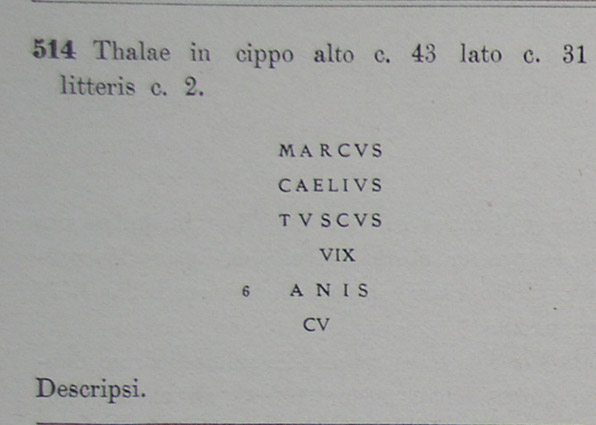 514 Thalae in cippo alto c. 43 lato c. 31
litteris c. 2.
MARCVS
CAELIVS
TVSCVS
VIX
6 ANIS
CV
Descripsi.